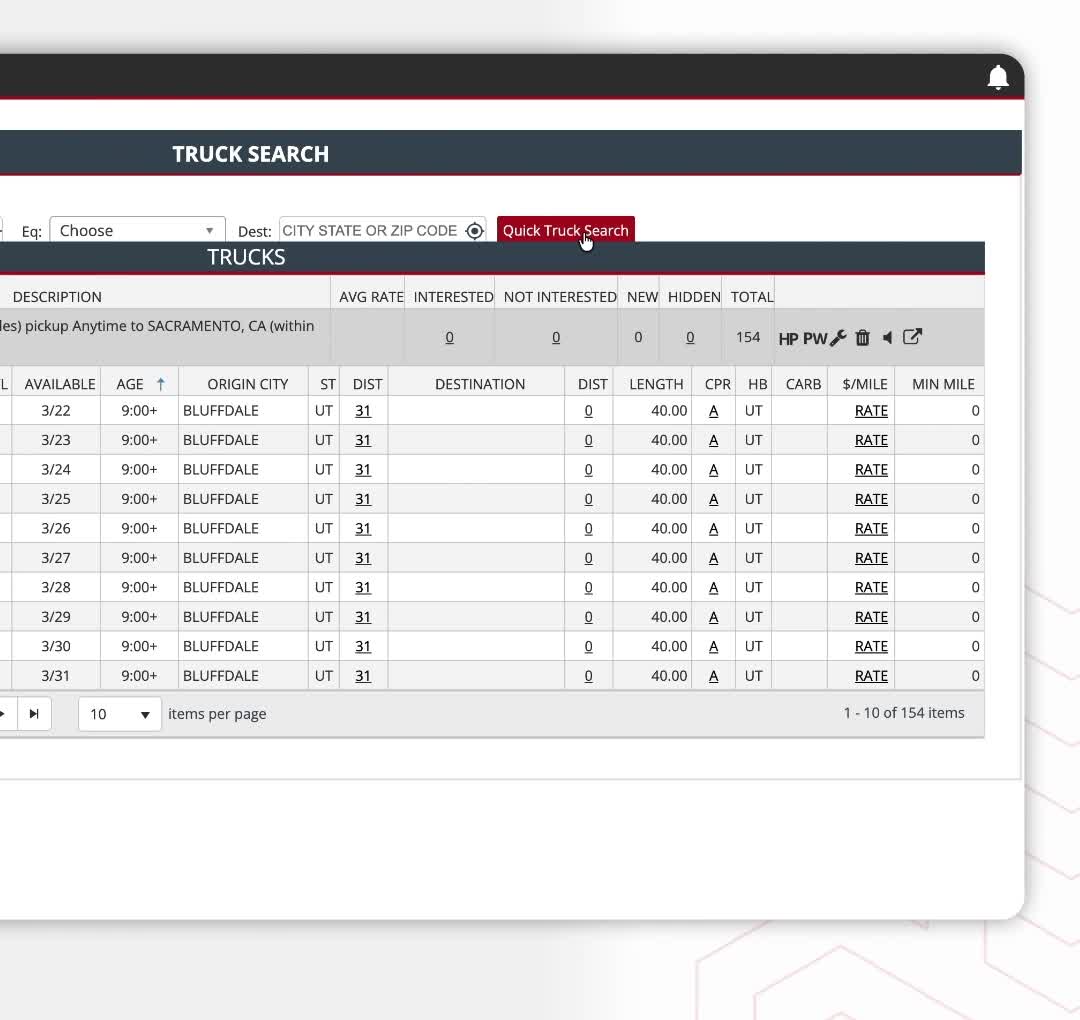 TRUCK SEARCH
Eq: Choose Dest: CITY STATE OR ZIP CODE Quick Truck Search
TRUCKS
DESCRIPTION AVG RATE INTERESTED NOT INTERESTED NEW HIDDEN TOTAL
les) pickup Anytime to SACRAMENTO, CA (within
0 0 0 0 154 HP PW
L AVAILABLE AGE ↑ ORIGIN CITY ST DIST DESTINATION DIST LENGTH CPR HB CARB $/MILE MIN MILE
3/22 9:00+ BLUFFDALE UT 31 0 40.00 A UT RATE 0
3/23 9:00+ BLUFFDALE UT 31 0 40.00 A UT RATE 0
3/24 9:00+ BLUFFDALE UT 31 0 40.00 A UT RATE 0
3/25 9:00+ BLUFFDALE UT 31 0 40.00 A UT RATE 0
3/26 9:00+ BLUFFDALE UT 31 0 40.00 A UT RATE 0
3/27 9:00+ BLUFFDALE UT 31 0 40.00 A UT RATE 0
3/28 9:00+ BLUFFDALE UT 31 0 40.00 A UT RATE 0
3/29 9:00+ BLUFFDALE UT 31 0 40.00 A UT RATE 0
3/30 9:00+ BLUFFDALE UT 31 0 40.00 A UT RATE 0
3/31 9:00+ BLUFFDALE UT 31 0 40.00 A UT RATE 0
10 items per page 1 - 10 of 154 items